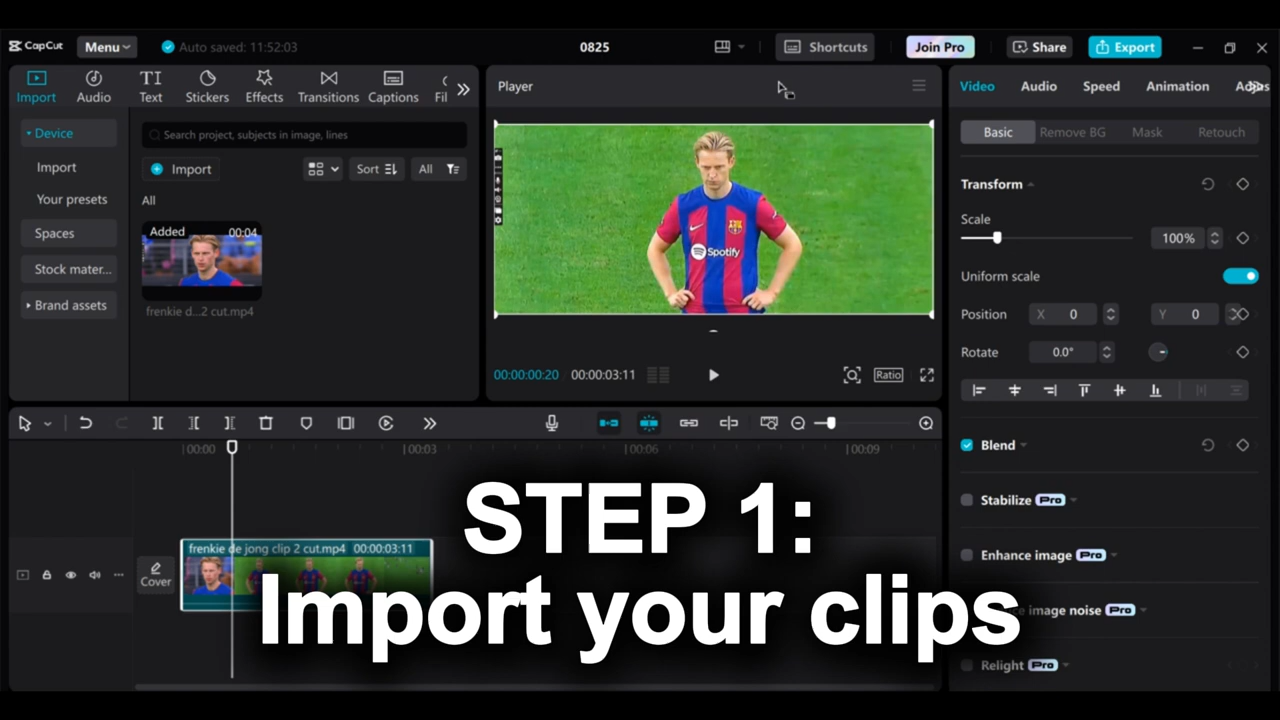 CapCut
Menu
Auto saved: 11:52:03
0825
Shortcuts
Join Pro
Share
Export
Import
Audio
TI
Text
Stickers
Effects
Transitions
Captions
Fil
Device
Import
Your presets
Spaces
Stock mater...
Brand assets
Search project, subjects in image, lines
Import
Sort
All
All
Added 00:04
frenkie d...2 cut.mp4
Player
Spotify
00:00:00:20 / 00:00:03:11
Ratio
Video
Audio
Speed
Animation
Basic
Remove BG
Mask
Retouch
Transform
Scale
100%
Uniform scale
Position
X 0
Y 0
Rotate
0.0°
Blend
Stabilize Pro
Enhance image Pro
image noise Pro
Relight Pro
00:00
00:03
00:06
00:09
Cover
frenkie de jong clip 2 cut.mp4 00:00:03:11
STEP 1:
Import your clips